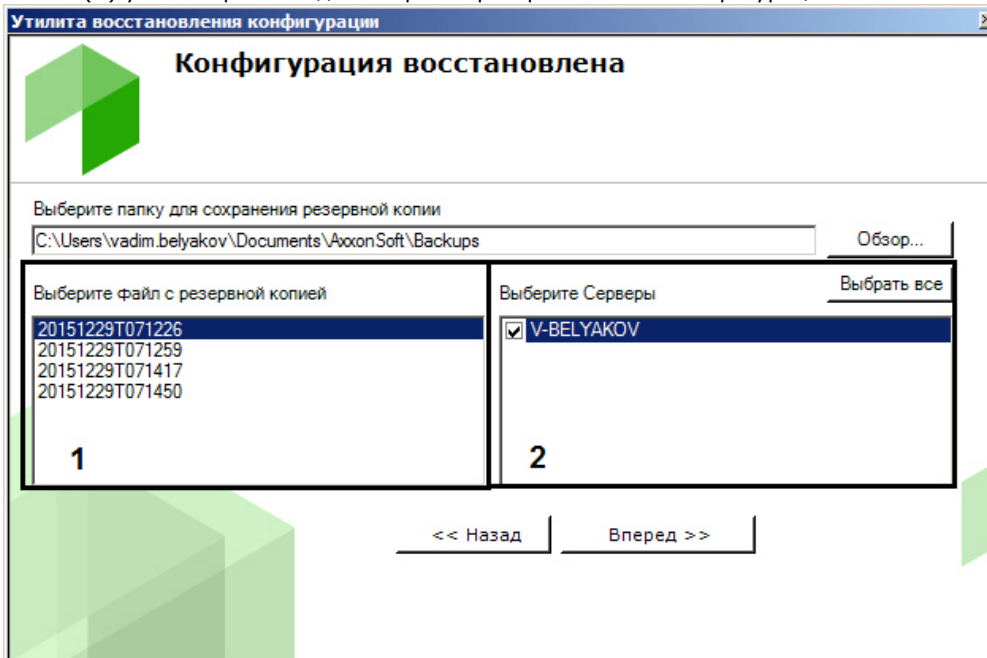 Утилита восстановления конфигурации
Конфигурация восстановлена
Выберите папку для сохранения резервной копии
C:\Users\vadim.belyakov\Documents\AxxonSoft\Backups
Обзор...
Выберите файл с резервной копией
Выберите Серверы
Выбрать все
20151229T071226
20151229T071259
20151229T071417
20151229T071450
V-BELYAKOV
1
2
<< Назад
Вперед >>